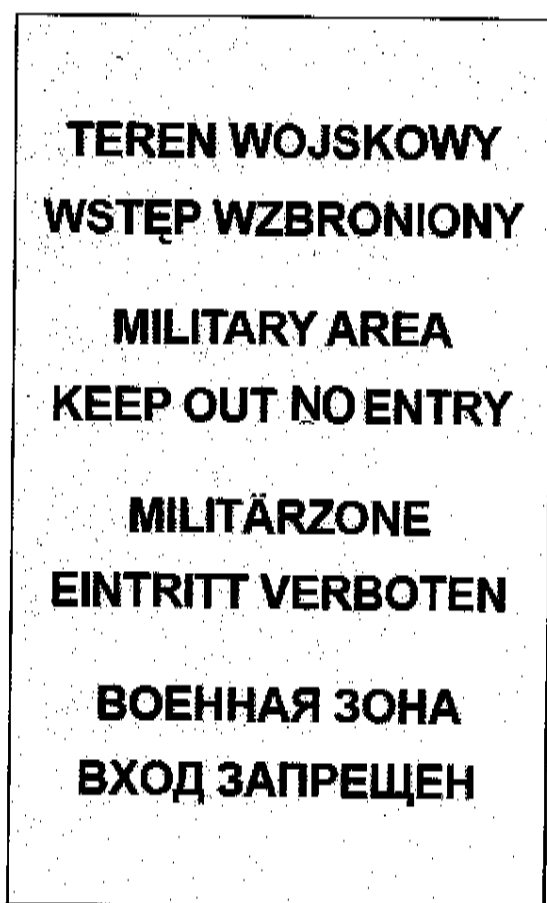 TEREN WOJSKOWY
WSTĘP WZBRONIONY
MILITARY AREA
KEEP OUT NO ENTRY
MILITÄRZONE
EINTRITT VERBOTEN
ВОЕННАЯ ЗОНА
ВХОД ЗАПРЕЩЕН